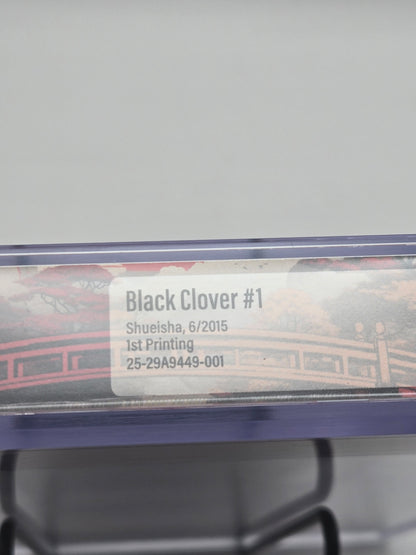 Black Clover #1
Shueisha, 6/2015
1st Printing
25-29A9449-001